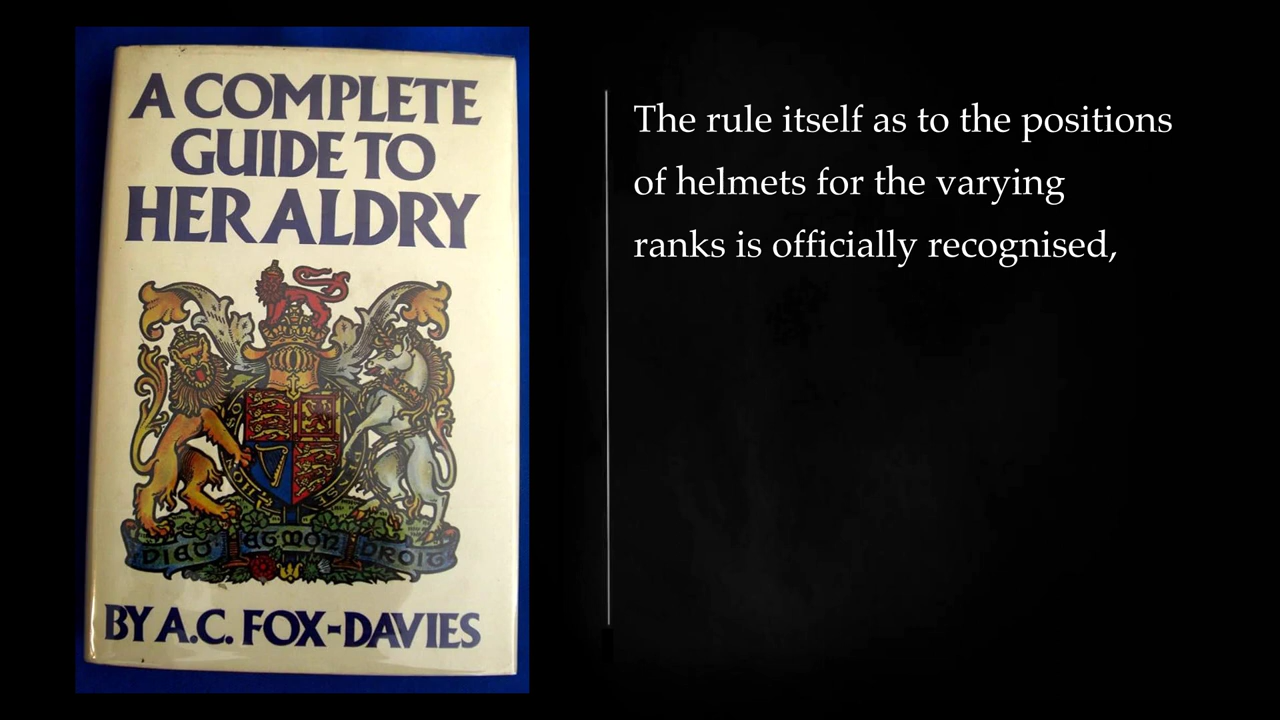 A COMPLETE
GUIDE TO
HERALDRY
DIEU ET MON DROIT
BY A.C. FOX-DAVIES
The rule itself as to the positions
of helmets for the varying
ranks is officially recognised,